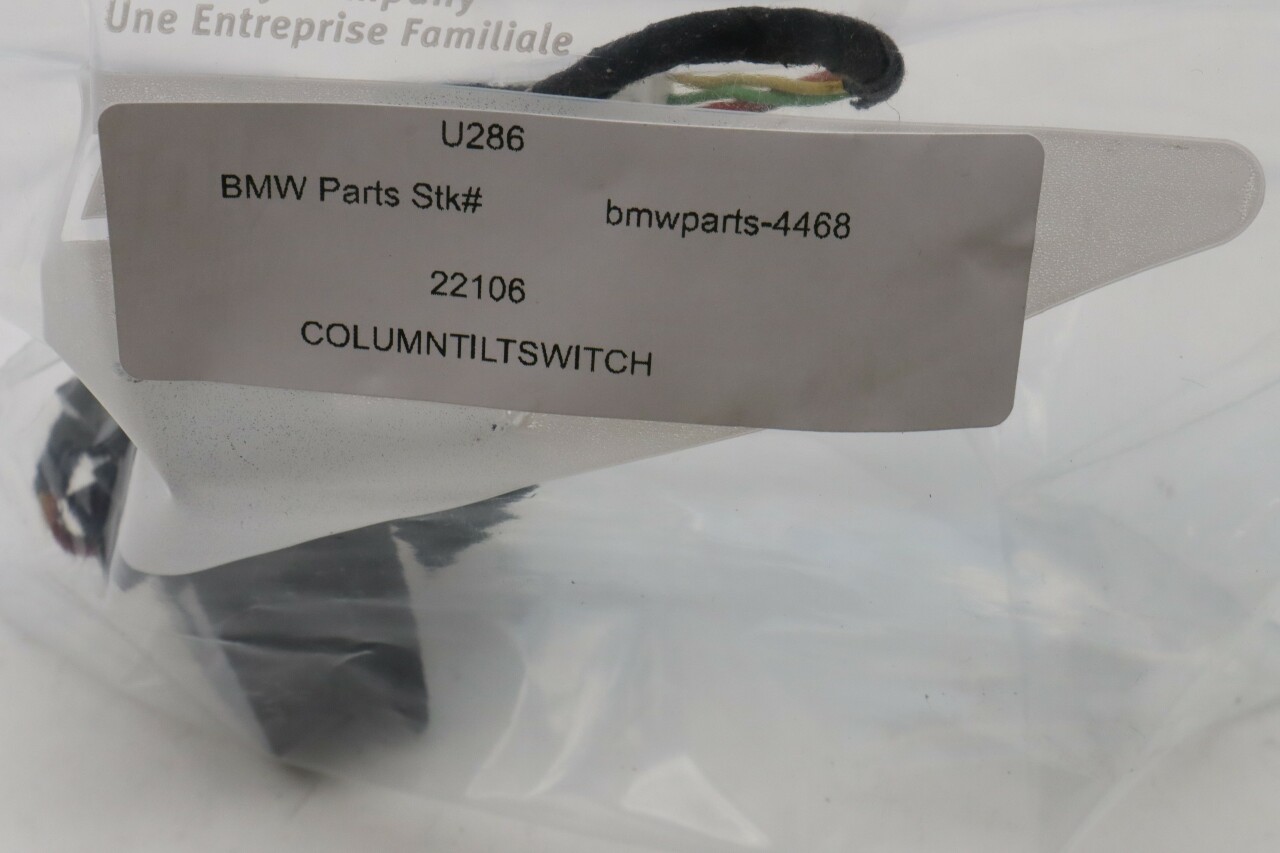 Une Entreprise Familiale
U286
BMW Parts Stk# bmwparts-4468
22106
COLUMNTILTSWITCH